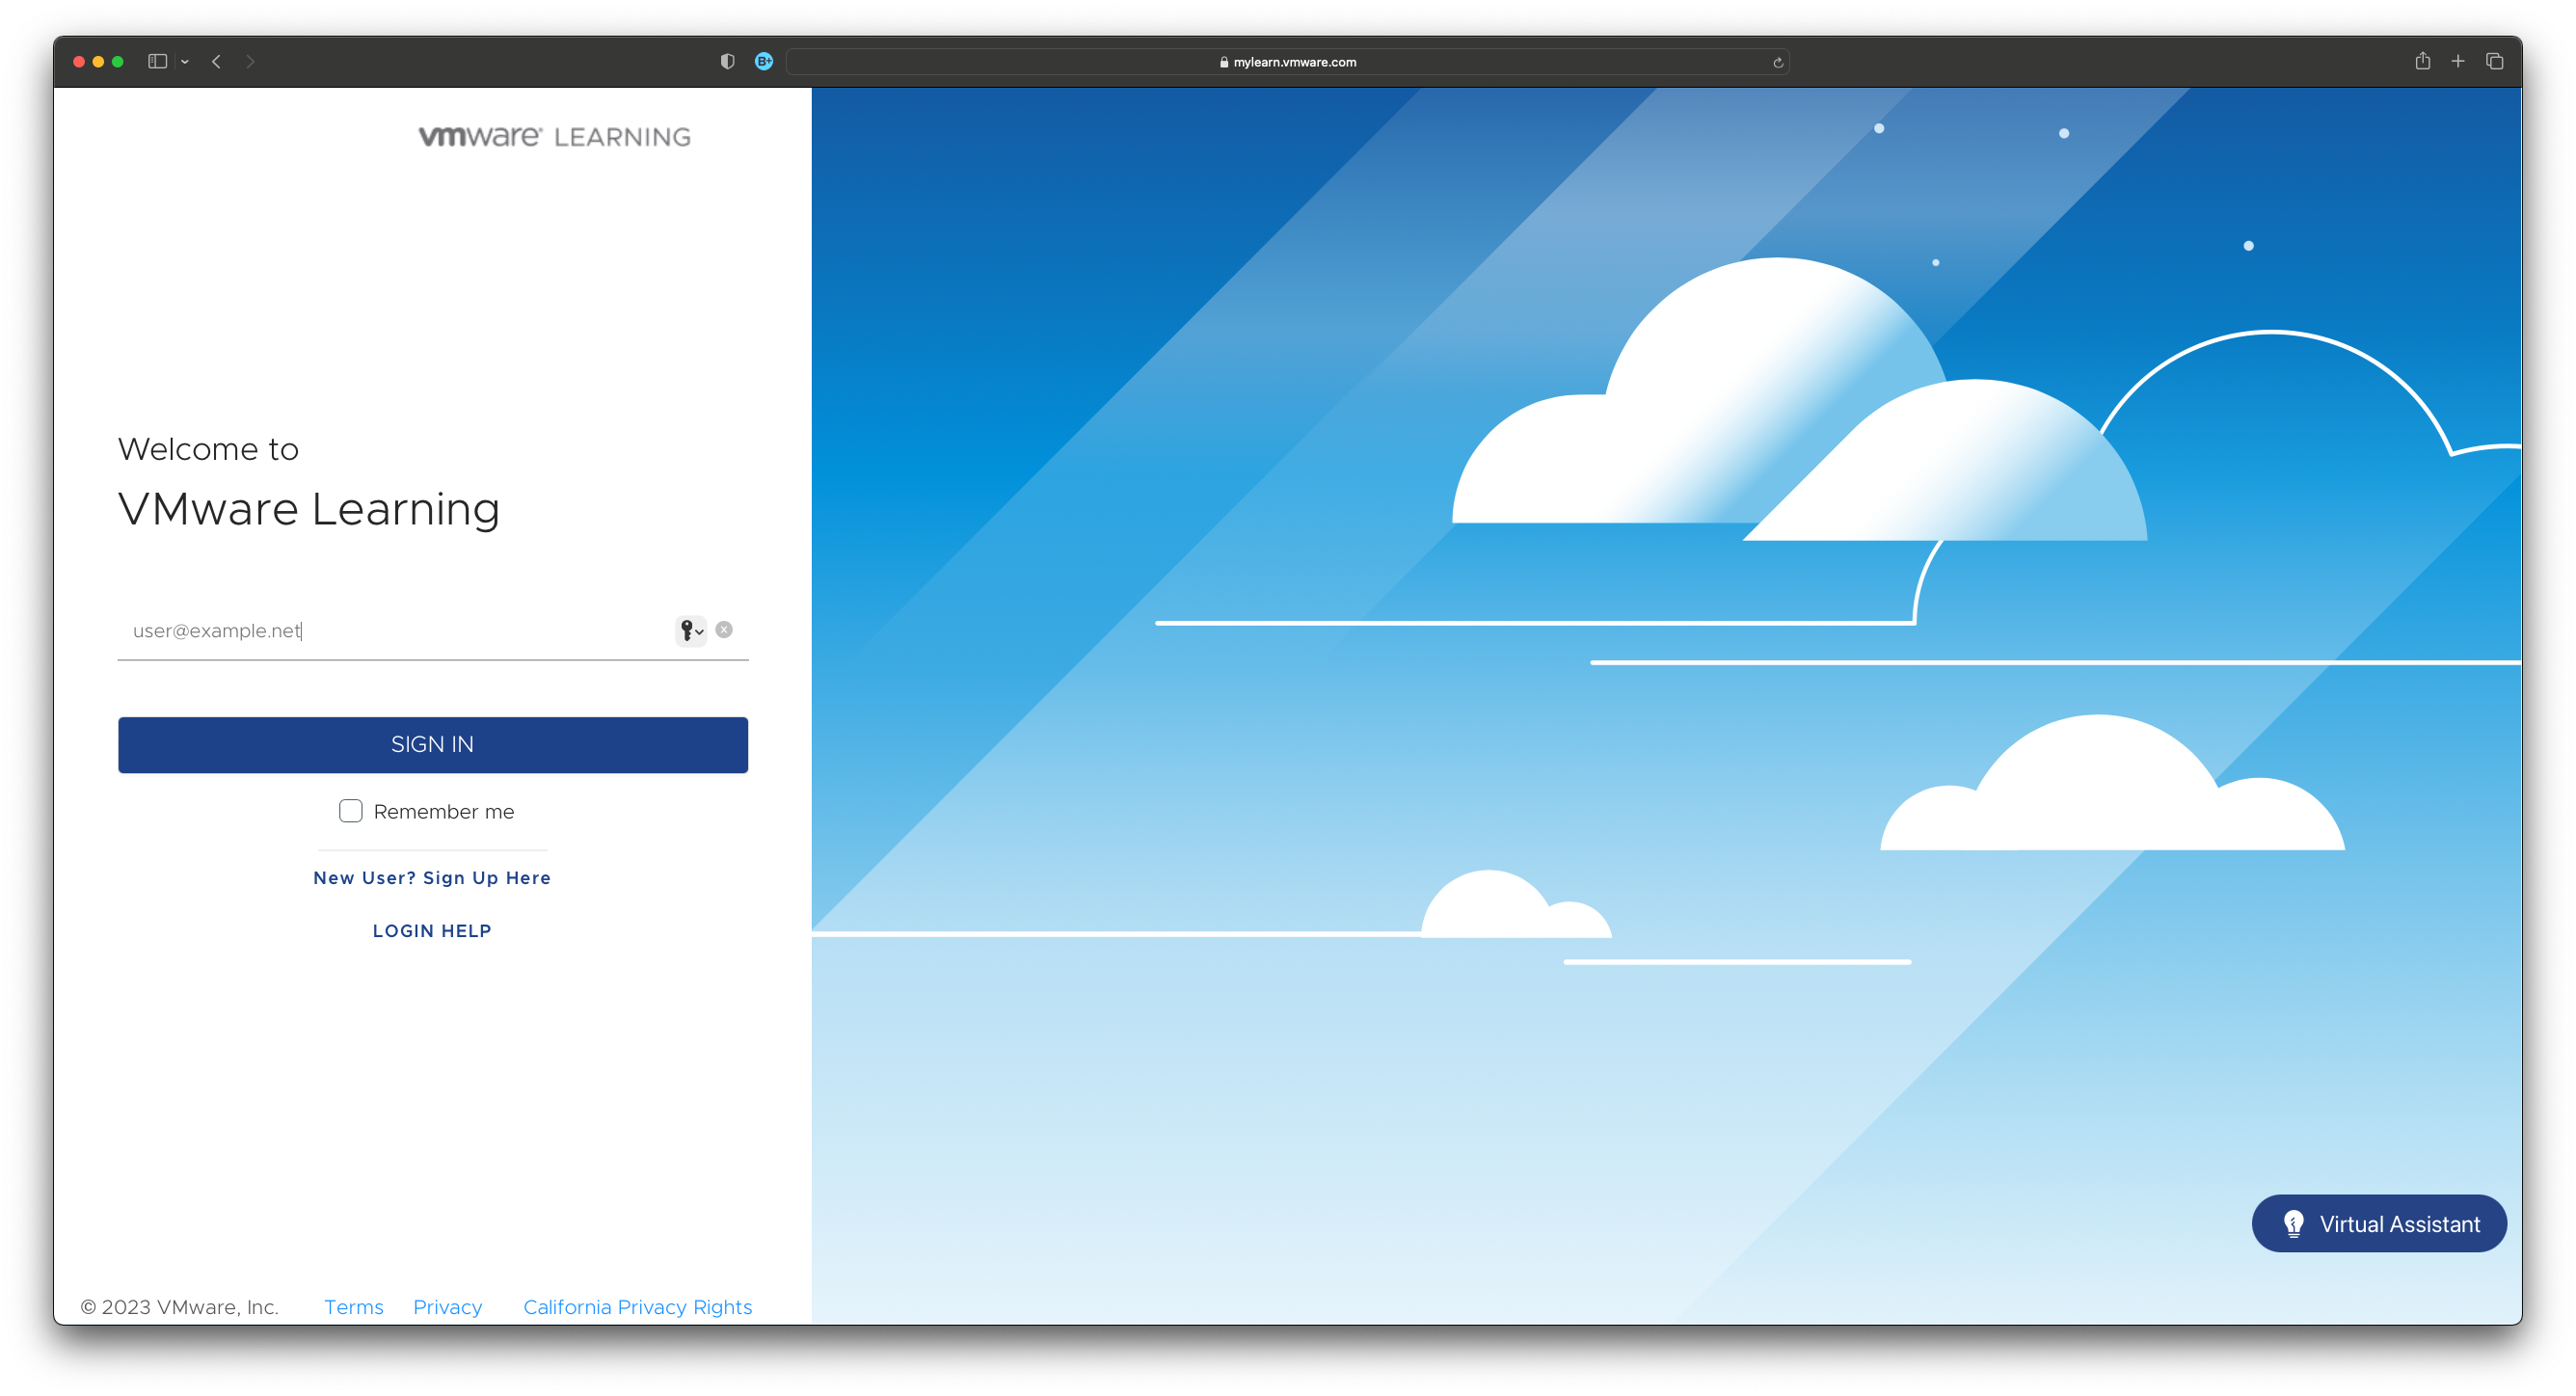 B+
mylearn.vmware.com
vmware® LEARNING
Welcome to
VMware Learning
user@example.net
SIGN IN
Remember me
New User? Sign Up Here
LOGIN HELP
Virtual Assistant
© 2023 VMware, Inc. Terms Privacy California Privacy Rights